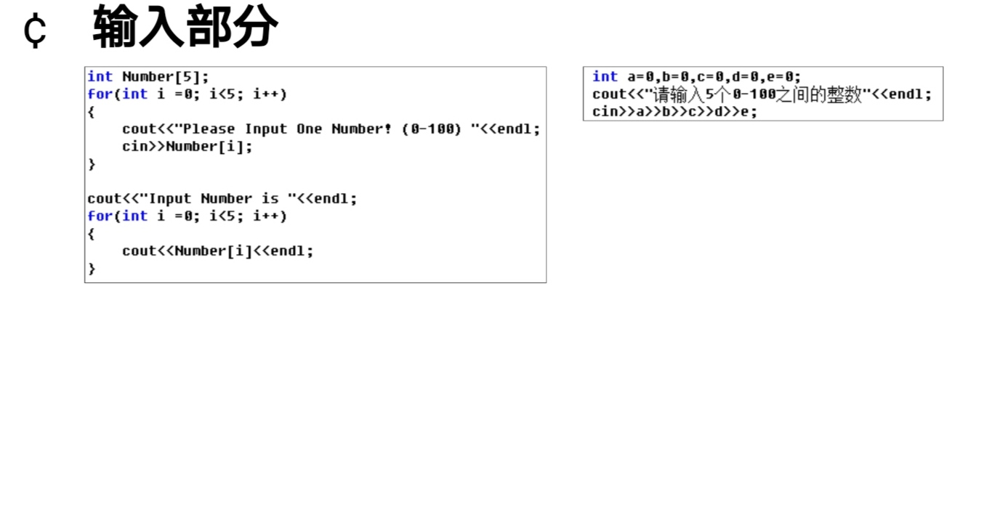 ¢ 输入部分
int Number[5];
for(int i =0; i<5; i++)
{
    cout<<"Please Input One Number! (0-100) "<<endl;
    cin>>Number[i];
}
cout<<"Input Number is "<<endl;
for(int i =0; i<5; i++)
{
    cout<<Number[i]<<endl;
}
int a=0,b=0,c=0,d=0,e=0;
cout<<"请输入5个0-100之间的整数"<<endl;
cin>>a>>b>>c>>d>>e;